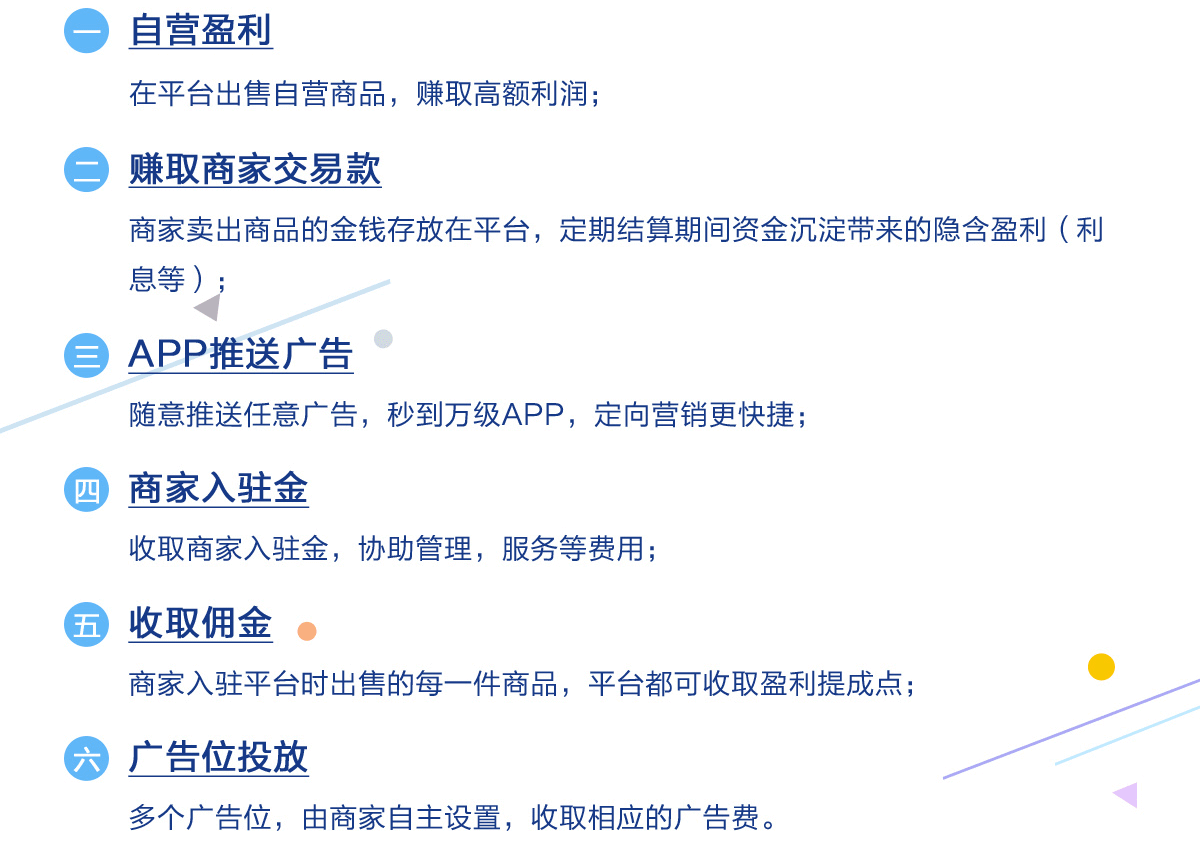 一 自营盈利
在平台出售自营商品，赚取高额利润；
二 赚取商家交易款
商家卖出商品的金钱存放在平台，定期结算期间资金沉淀带来的隐含盈利（利
息等）；
三 APP推送广告
随意推送任意广告，秒到万级APP，定向营销更快捷；
四 商家入驻金
收取商家入驻金，协助管理，服务等费用；
五 收取佣金
商家入驻平台时出售的每一件商品，平台都可收取盈利提成点；
六 广告位投放
多个广告位，由商家自主设置，收取相应的广告费。